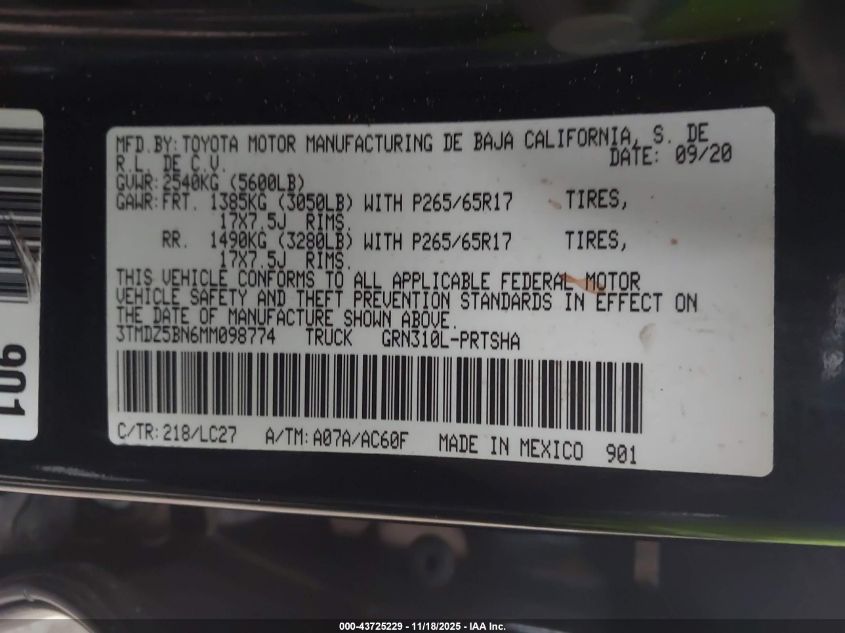 MFD.BY: TOYOTA MOTOR MANUFACTURING DE BAJA CALIFORNIA, S. DE
R.L. DE C.V.
DATE: 09/20
GVWR: 2540KG (5600LB)
GAWR: FRT. 1385KG (3050LB) WITH P265/65R17 TIRES,
17X7.5J RIMS.
RR. 1490KG (3280LB) WITH P265/65R17 TIRES,
17X7.5J RIMS.
THIS VEHICLE CONFORMS TO ALL APPLICABLE FEDERAL MOTOR
VEHICLE SAFETY AND THEFT PREVENTION STANDARDS IN EFFECT ON
THE DATE OF MANUFACTURE SHOWN ABOVE.
3TMDZ5BN6MM098774 TRUCK GRN310L-PRTSHA
C/TR: 218/LC27 A/TM: A07A/AC60F MADE IN MEXICO 901
901
000-43725229 - 11/18/2025 - IAA Inc.